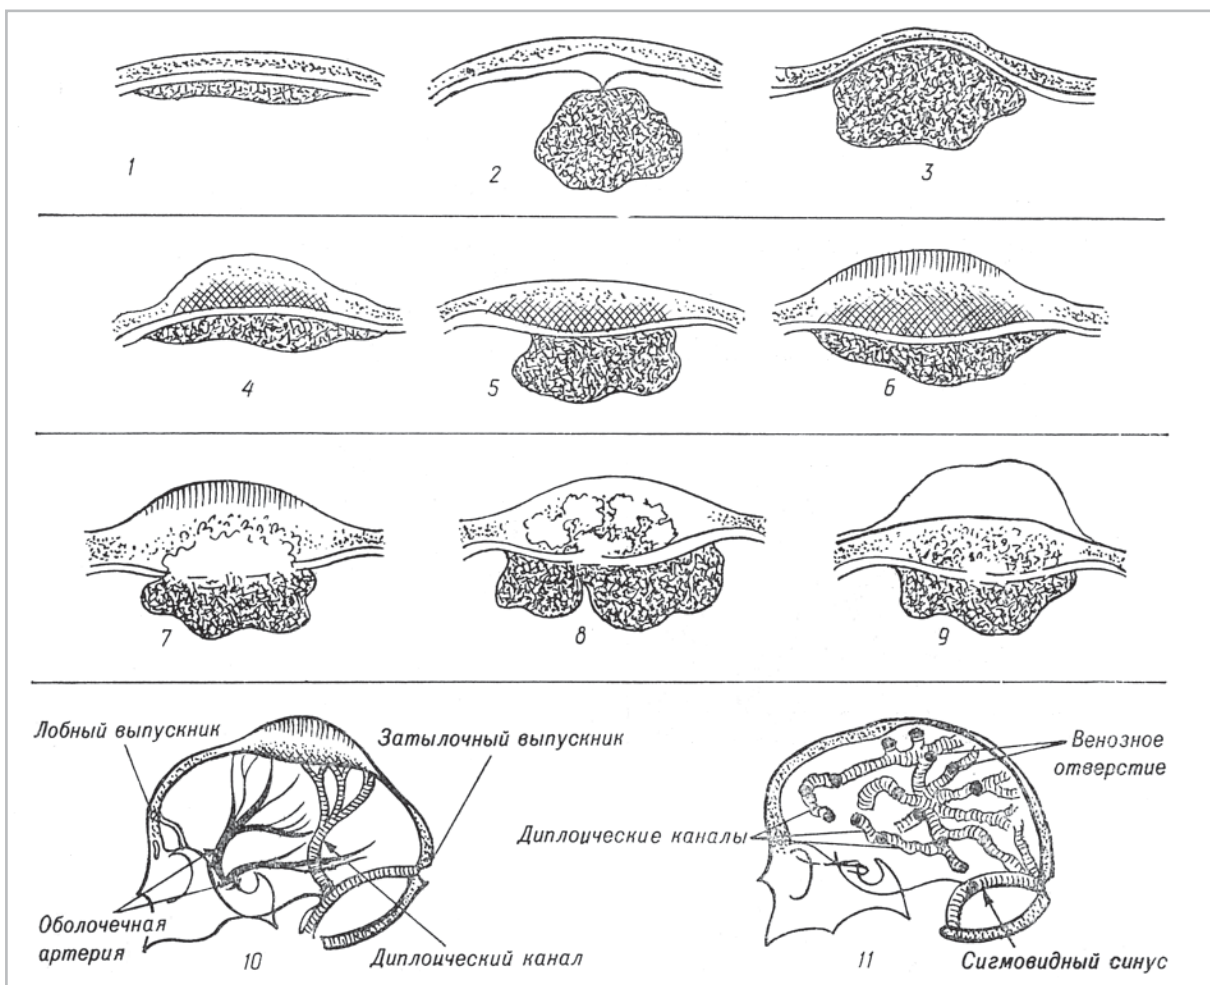 1
2
3
4
5
6
7
8
9
Лобный выпускник
Затылочный выпускник
Оболочечная
артерия
10
Диплоический канал
Венозное
отверстие
Диплоические каналы
11
Сигмовидный синус